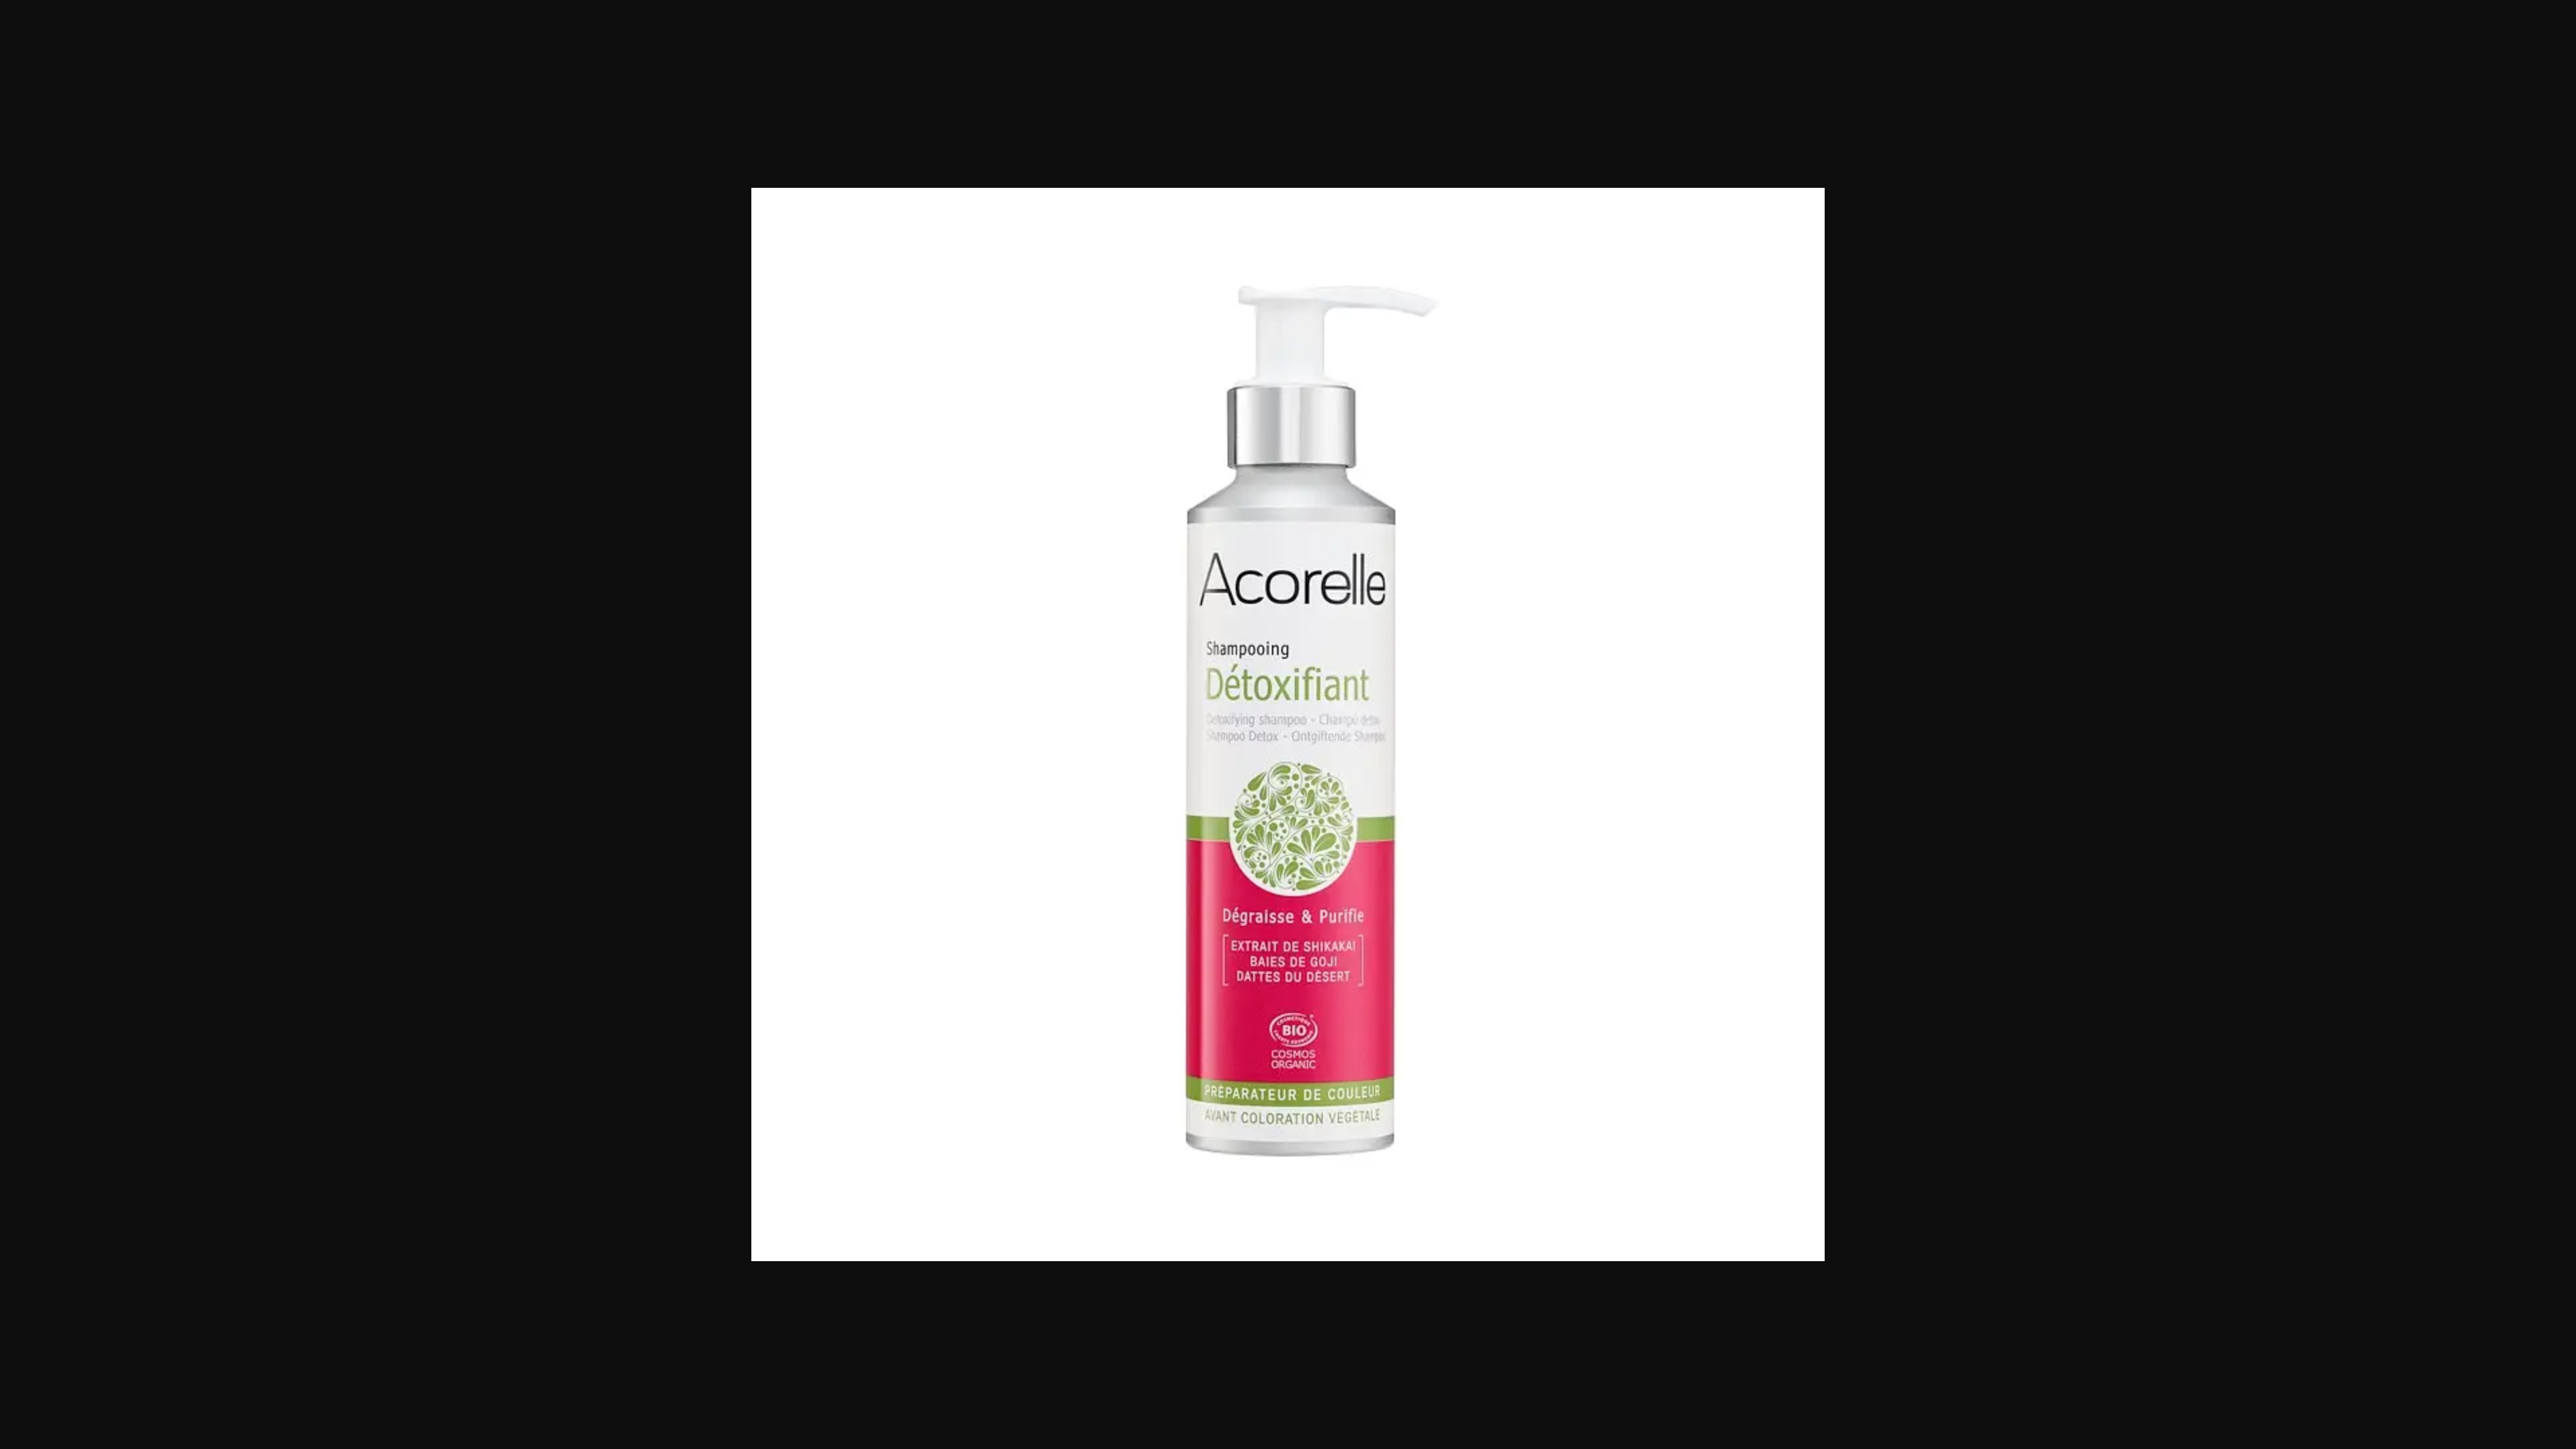 Acorelle
Shampooing
Détoxifiant
Detoxifying shampoo - Champú detox
Shampoo Detox - Ontgiftende Shampoo
Dégraisse & Purifie
EXTRAIT DE SHIKAKAI
BAIES DE GOJI
DATTES DU DÉSERT
COSMÉTIQUE
BIO
COSMOS
ORGANIC
PRÉPARATEUR DE COULEUR
AVANT COLORATION VÉGÉTALE